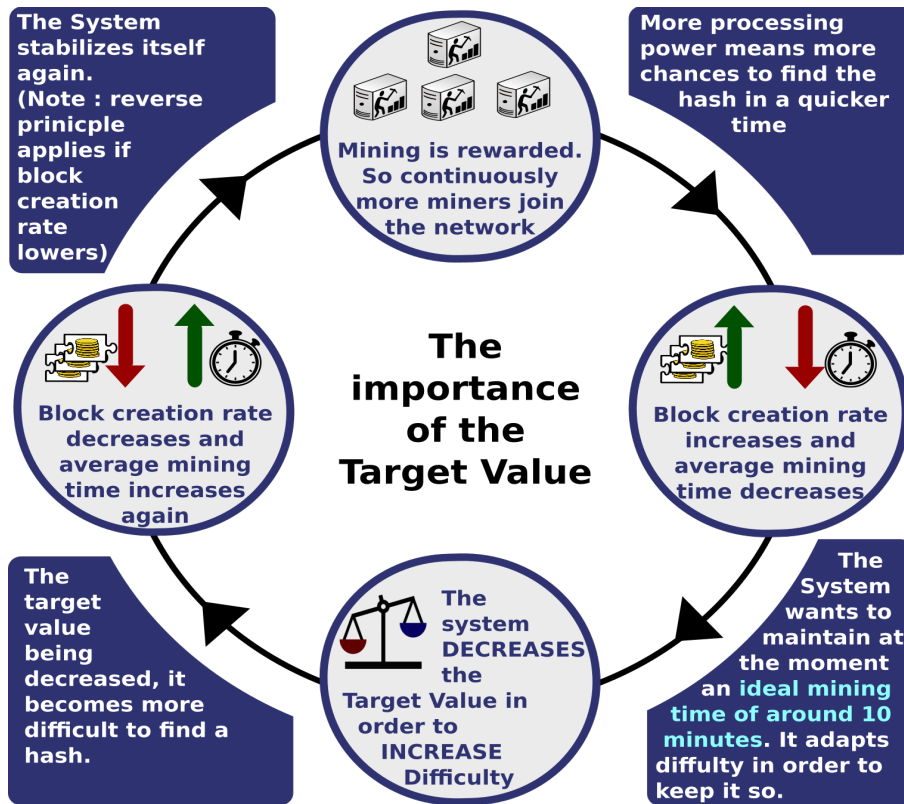 The System
stabilizes itself
again.
(Note : reverse
prinicple
applies if
block
creation
rate
lowers)
Mining is rewarded.
So continuously
more miners join
the network
More processing
power means more
chances to find the
hash in a quicker
time
Block creation rate
decreases and
average mining
time increases
again
The
importance
of the
Target Value
Block creation rate
increases and
average mining
time decreases
The
target
value
being
decreased, it
becomes more
difficult to find a
hash.
The
system
DECREASES
the
Target Value in
order to
INCREASE
Difficulty
The
System
wants to
maintain at
the moment
an ideal mining
time of around 10
minutes. It adapts
diffulty in order to
keep it so.